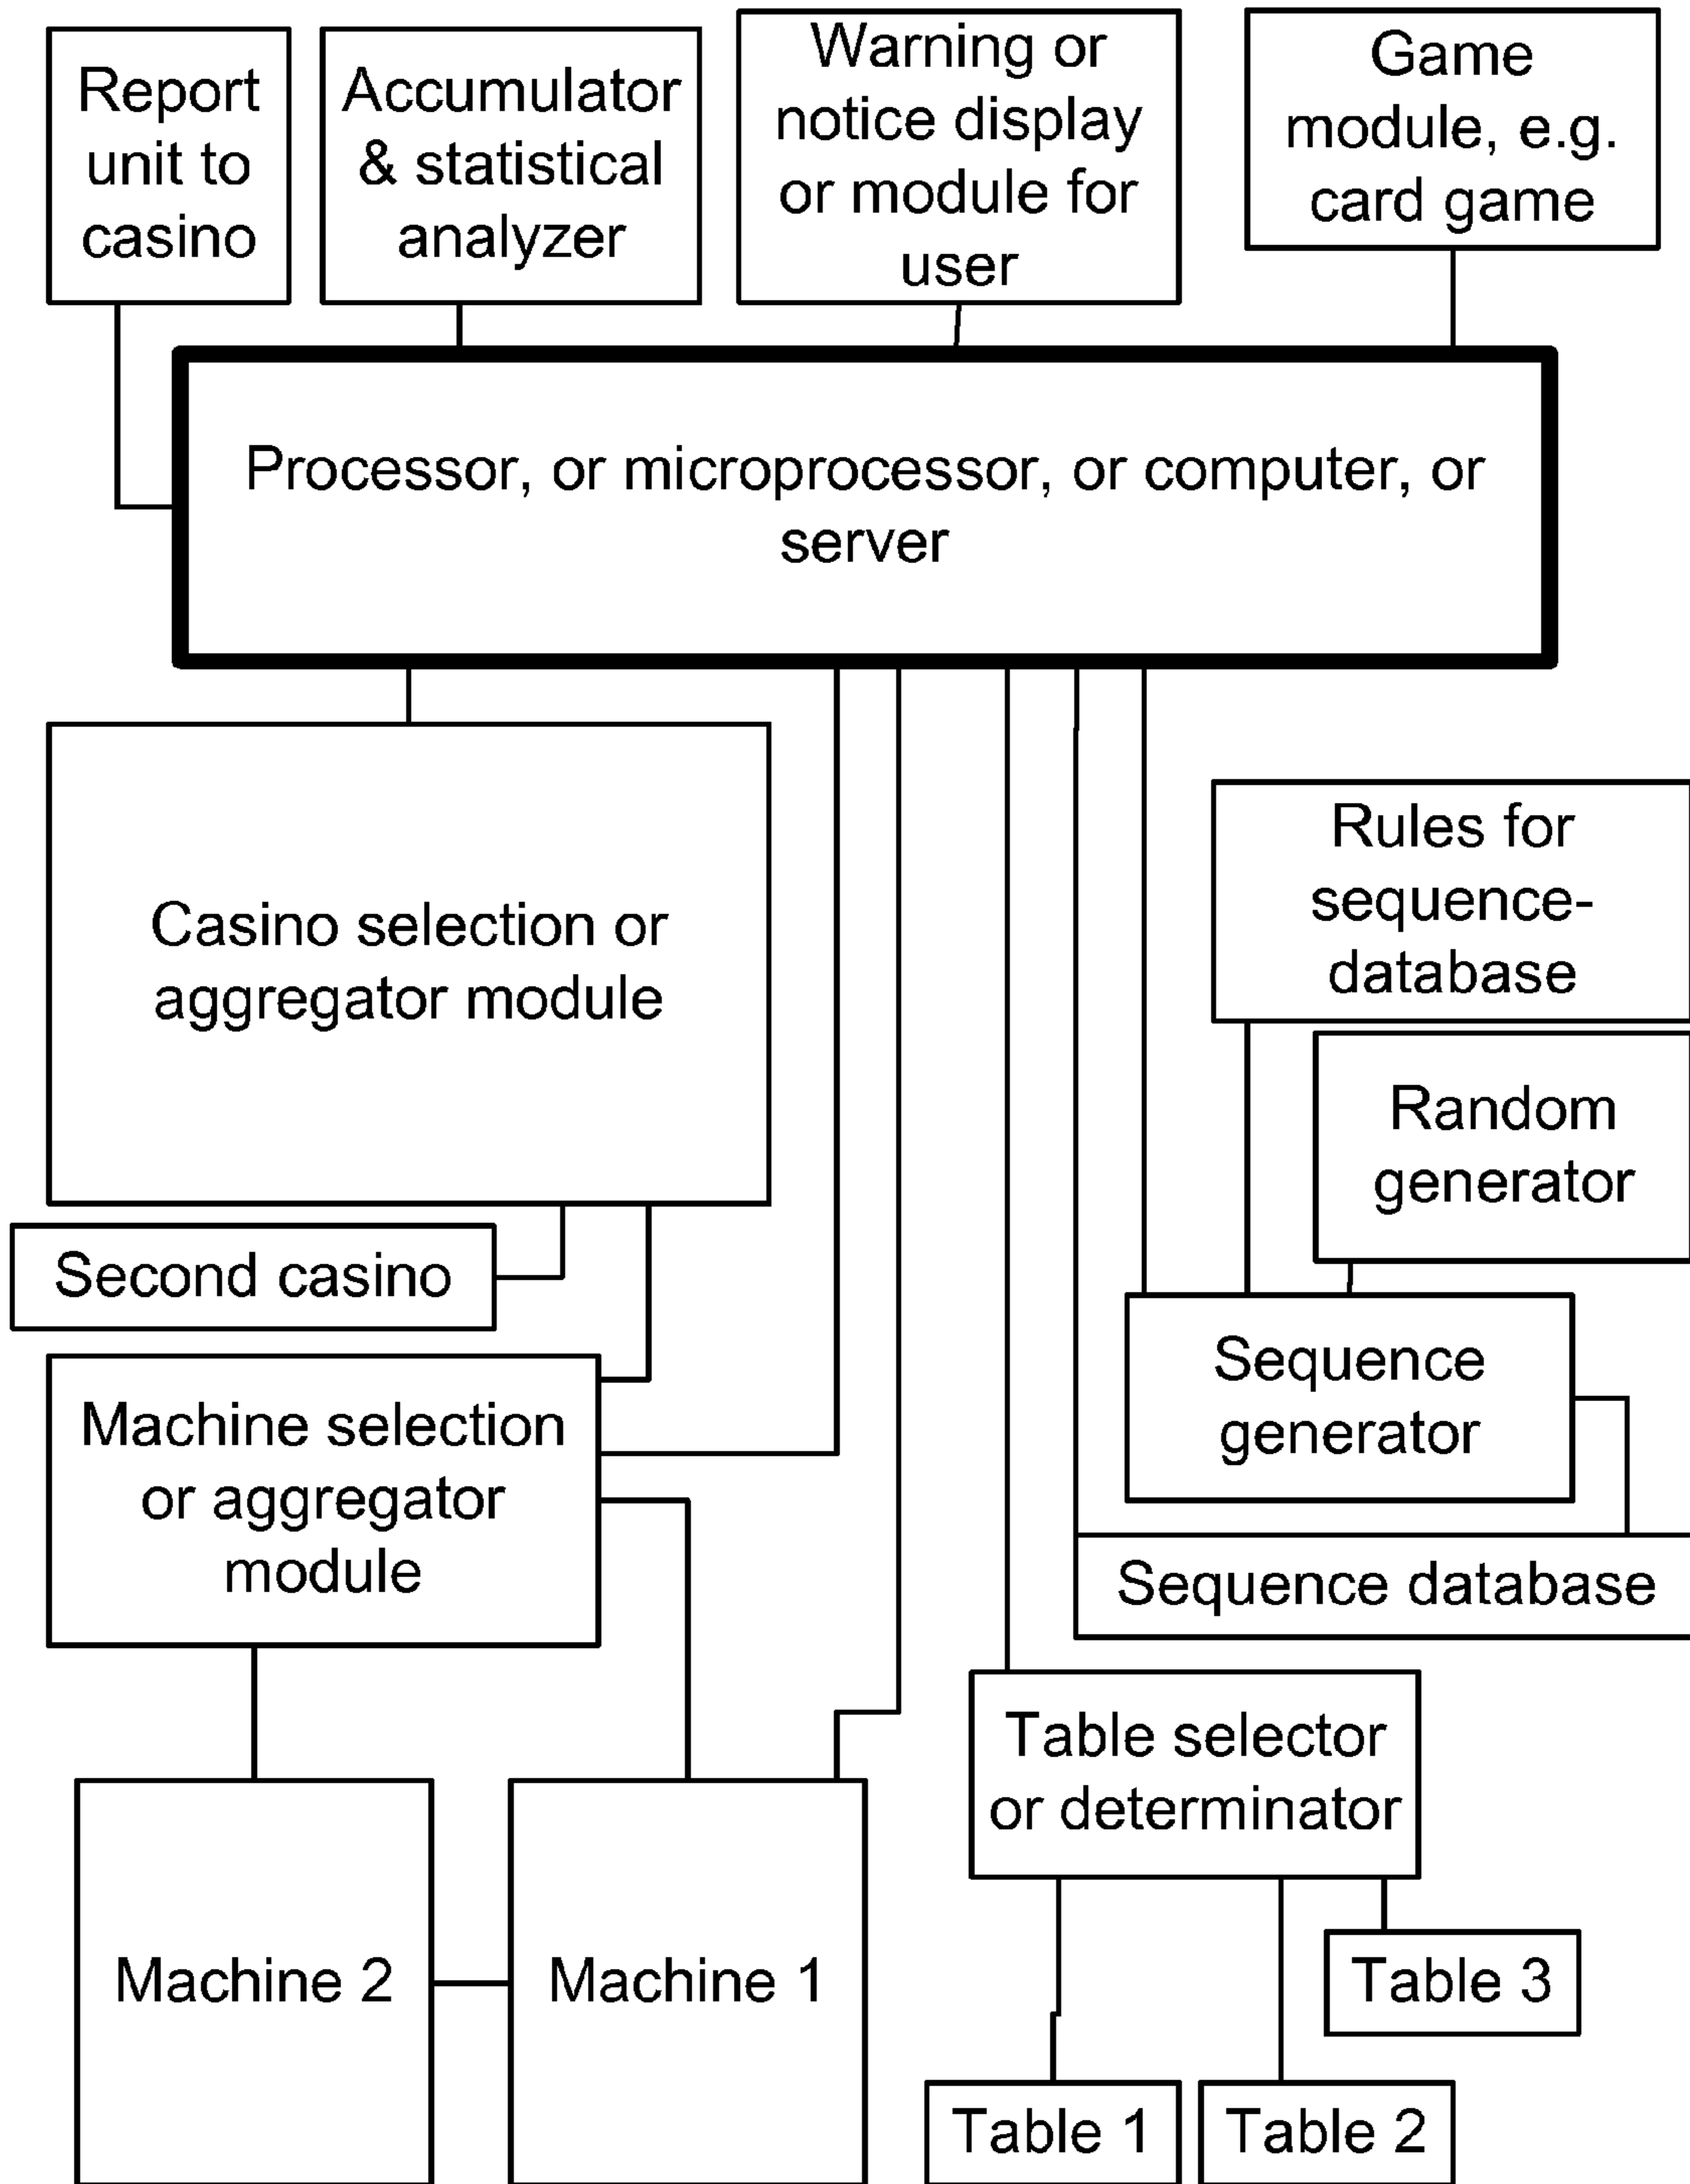 Report
unit to
casino
Accumulator
& statistical
analyzer
Warning or
notice display
or module for
user
Game
module, e.g.
card game
Processor, or microprocessor, or computer, or
server
Casino selection or
aggregator module
Rules for
sequence-
database
Random
generator
Second casino
Sequence
generator
Machine selection
or aggregator
module
Sequence database
Table selector
or determinator
Machine 2
Machine 1
Table 3
Table 1
Table 2